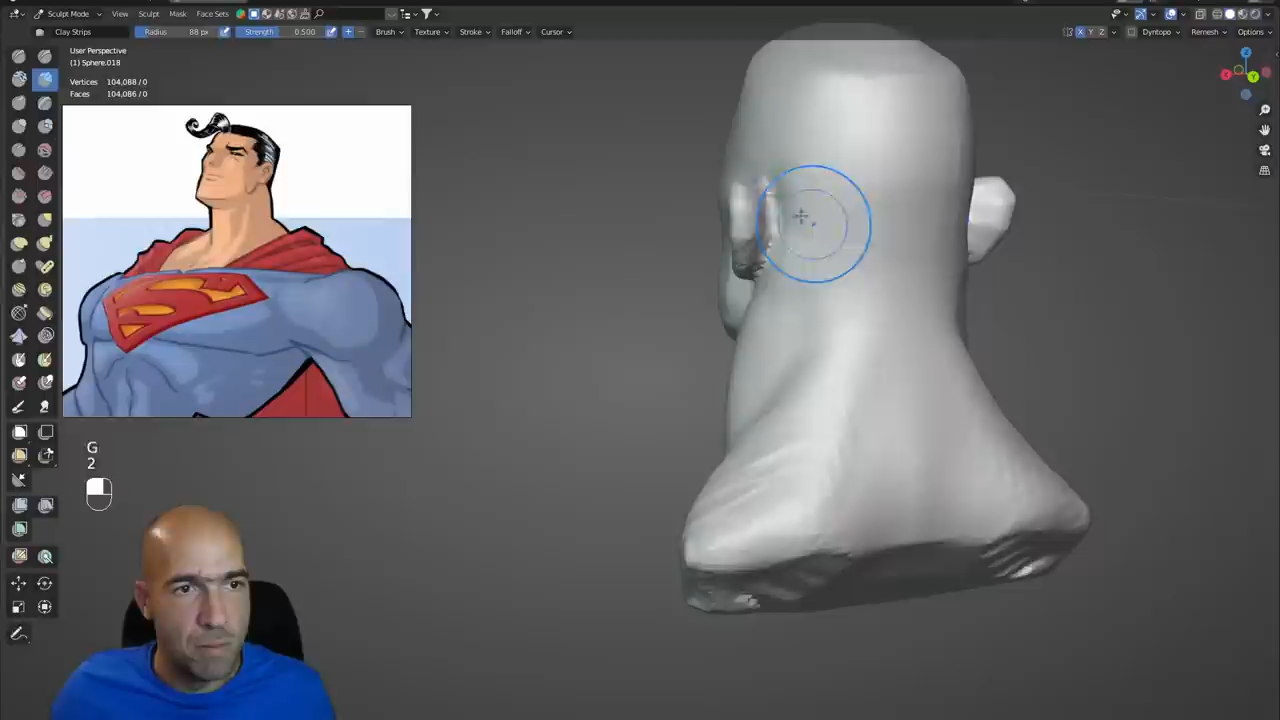 Sculpt Mode View Sculpt Mask Face Sets
Clay Strips Radius 88 px Strength 0.500 Brush Texture Stroke Falloff Cursor X Y Z Dyntopo Remesh Options
User Perspective
(1) Sphere.018
Vertices 104,088 / 0
Faces 104,086 / 0
Z
X
Y
S
G
2